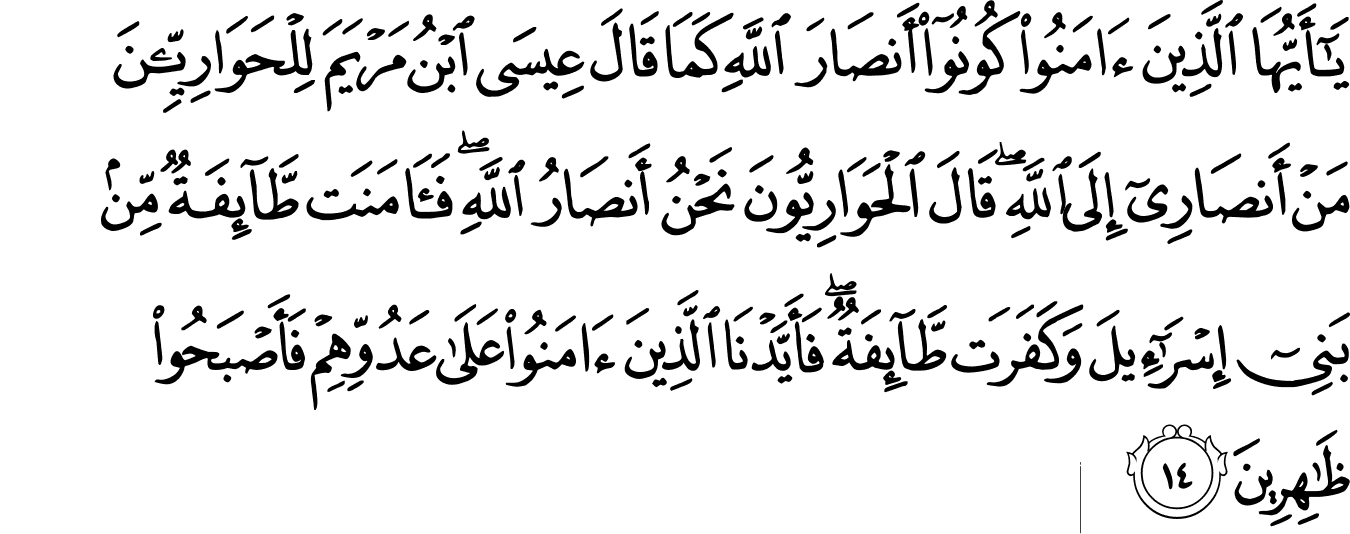 يَـٰٓأَيُّهَا ٱلَّذِينَ ءَامَنُوا۟ كُونُوٓا۟ أَنصَارَ ٱللَّهِ كَمَا قَالَ عِيسَى ٱبْنُ مَرْيَمَ لِلْحَوَارِيِّـۧنَ
مَنْ أَنصَارِىٓ إِلَى ٱللَّهِ ۖ قَالَ ٱلْحَوَارِيُّونَ نَحْنُ أَنصَارُ ٱللَّهِ ۖ فَـَٔامَنَت طَّآئِفَةٌ مِّنۢ
بَنِىٓ إِسْرَٰٓءِيلَ وَكَفَرَت طَّآئِفَةٌ ۖ فَأَيَّدْنَا ٱلَّذِينَ ءَامَنُوا۟ عَلَىٰ عَدُوِّهِمْ فَأَصْبَحُوا۟
ظَـٰهِرِينَ ١٤